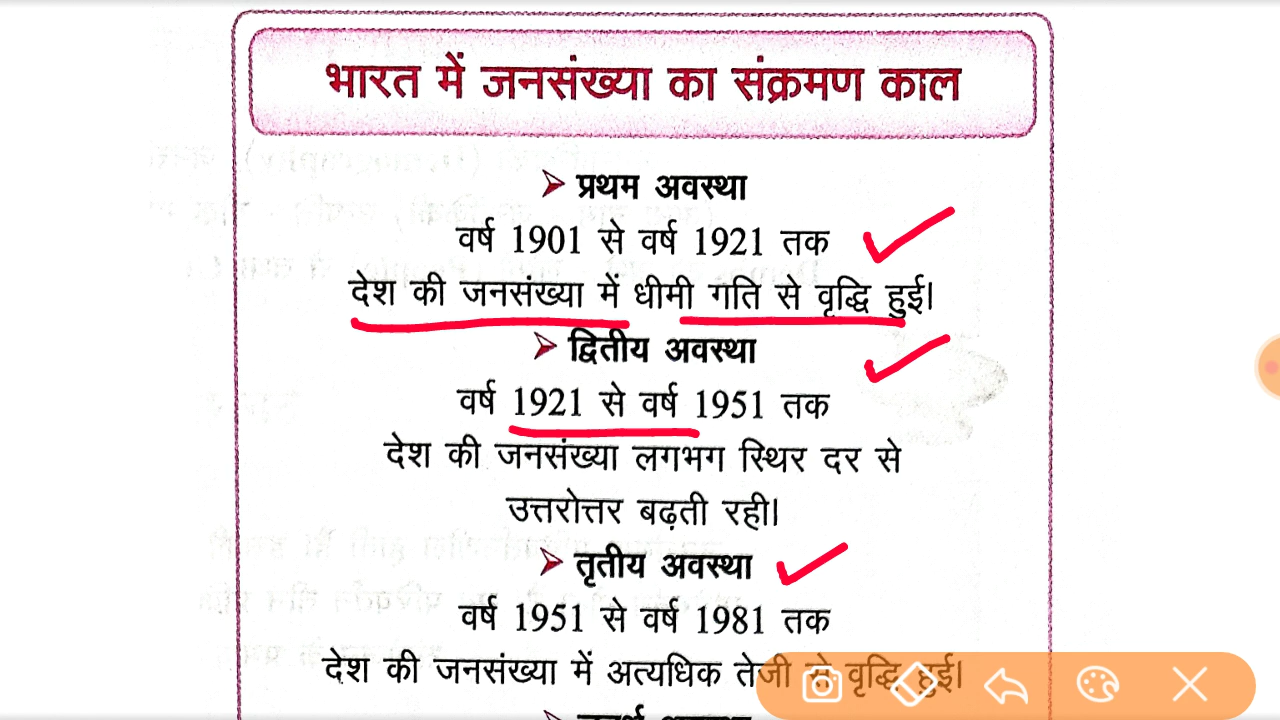 भारत में जनसंख्या का संक्रमण काल
➢ प्रथम अवस्था
वर्ष 1901 से वर्ष 1921 तक
देश की जनसंख्या में धीमी गति से वृद्धि हुई।
➢ द्वितीय अवस्था
वर्ष 1921 से वर्ष 1951 तक
देश की जनसंख्या लगभग स्थिर दर से
उत्तरोत्तर बढ़ती रही।
➢ तृतीय अवस्था
वर्ष 1951 से वर्ष 1981 तक
देश की जनसंख्या में अत्यधिक तेजी से वृद्धि हुई।